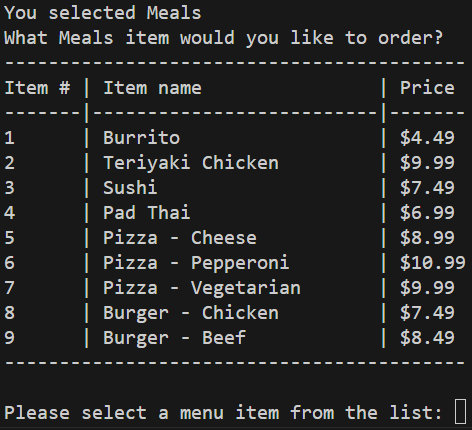 You selected Meals
What Meals item would you like to order?
------------------------------------------
Item # | Item name                | Price
-------|--------------------------|-------
1      | Burrito                  | $4.49
2      | Teriyaki Chicken         | $9.99
3      | Sushi                    | $7.49
4      | Pad Thai                 | $6.99
5      | Pizza - Cheese           | $8.99
6      | Pizza - Pepperoni        | $10.99
7      | Pizza - Vegetarian       | $9.99
8      | Burger - Chicken         | $7.49
9      | Burger - Beef            | $8.49
------------------------------------------
Please select a menu item from the list: